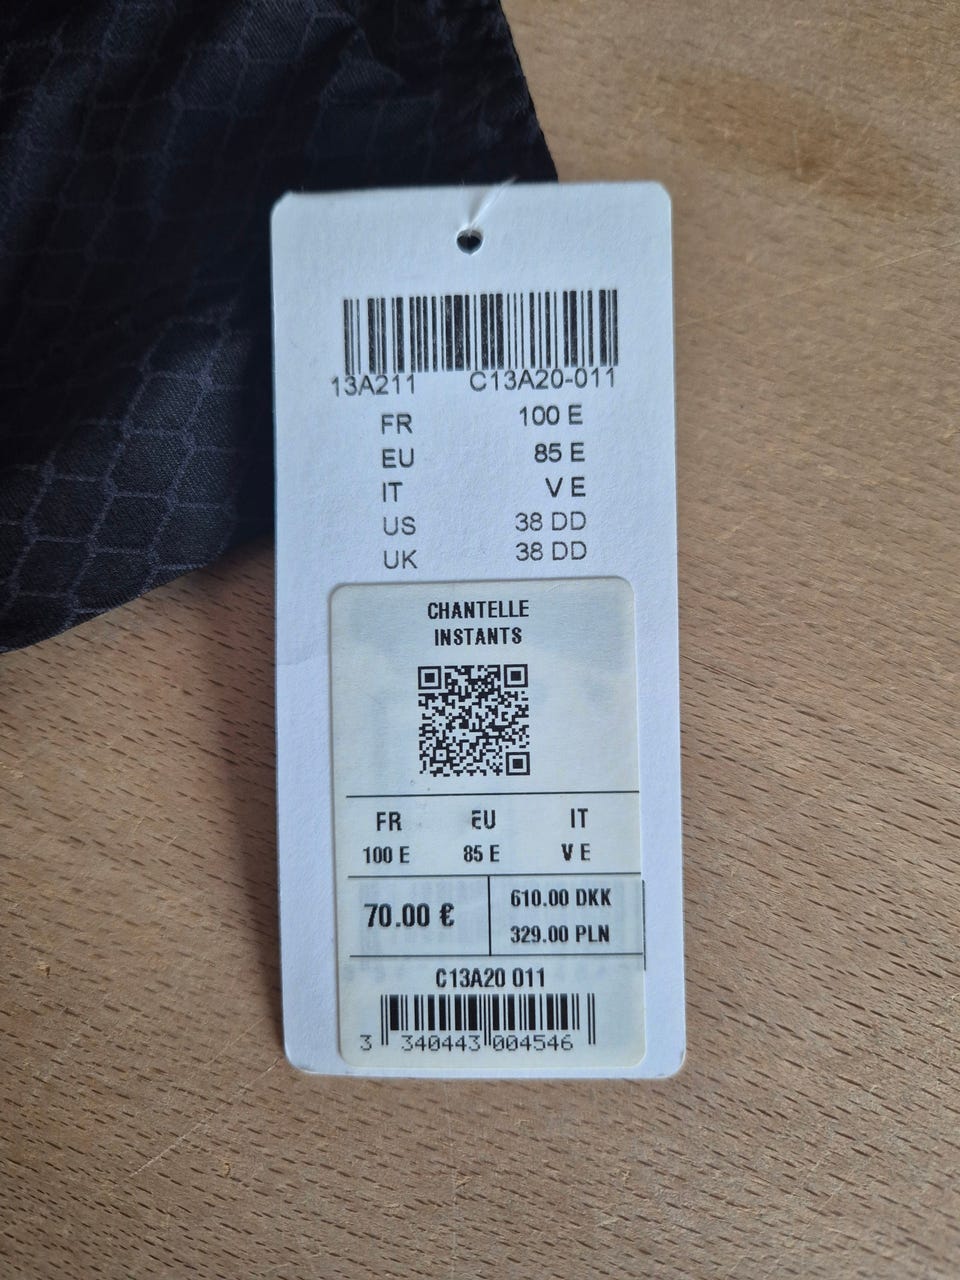 13A211 C13A20-011
FR 100 E
EU 85 E
IT V E
US 38 DD
UK 38 DD
CHANTELLE
INSTANTS
FR EU IT
100 E 85 E V E
70.00 € 610.00 DKK
329.00 PLN
C13A20 011
3 340443 004546